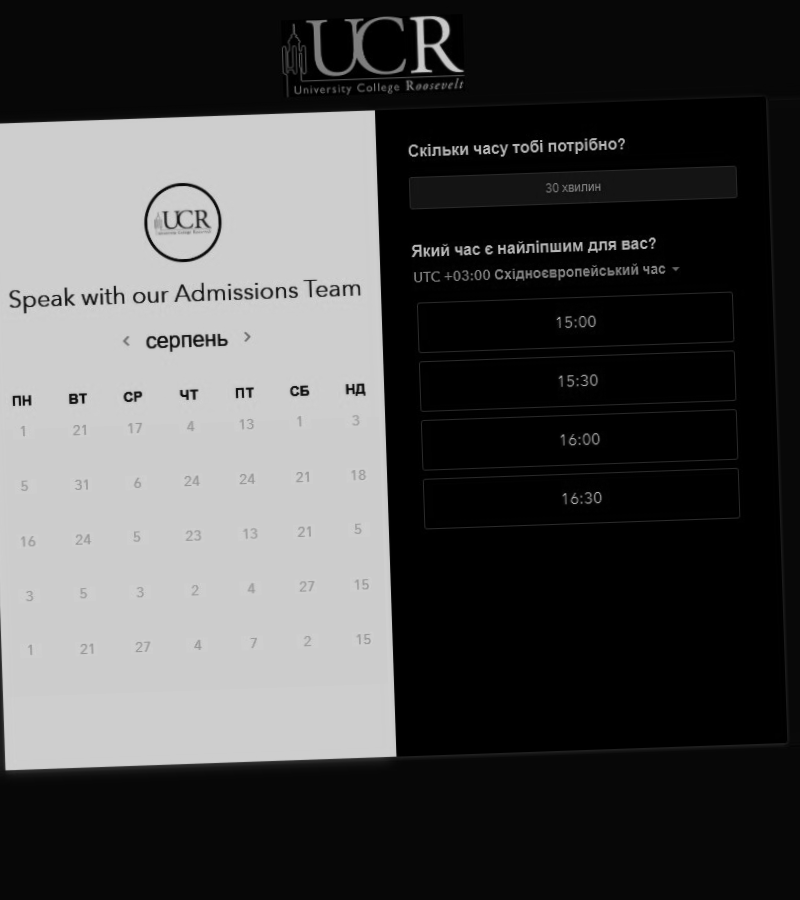 UCR
University College Roosevelt
UCR
University College Roosevelt
Speak with our Admissions Team
серпень
ПН ВТ СР ЧТ ПТ СБ НД
1 21 17 4 13 1 3
5 31 6 24 24 21 18
16 24 5 23 13 21 5
3 5 3 2 4 27 15
1 21 27 4 7 2 15
Скільки часу тобі потрібно?
30 хвилин
Який час є найліпшим для вас?
UTC +03:00 Східноєвропейський час
15:00
15:30
16:00
16:30